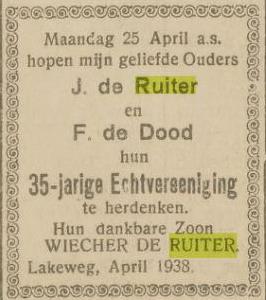 Maandag 25 April a.s.
hopen mijn geliefde Ouders
J. de Ruiter
en
F. de Dood
hun
35-jarige Echtvereeniging
te herdenken.
Hun dankbare Zoon
WIECHER DE RUITER.
Lakeweg, April 1938.